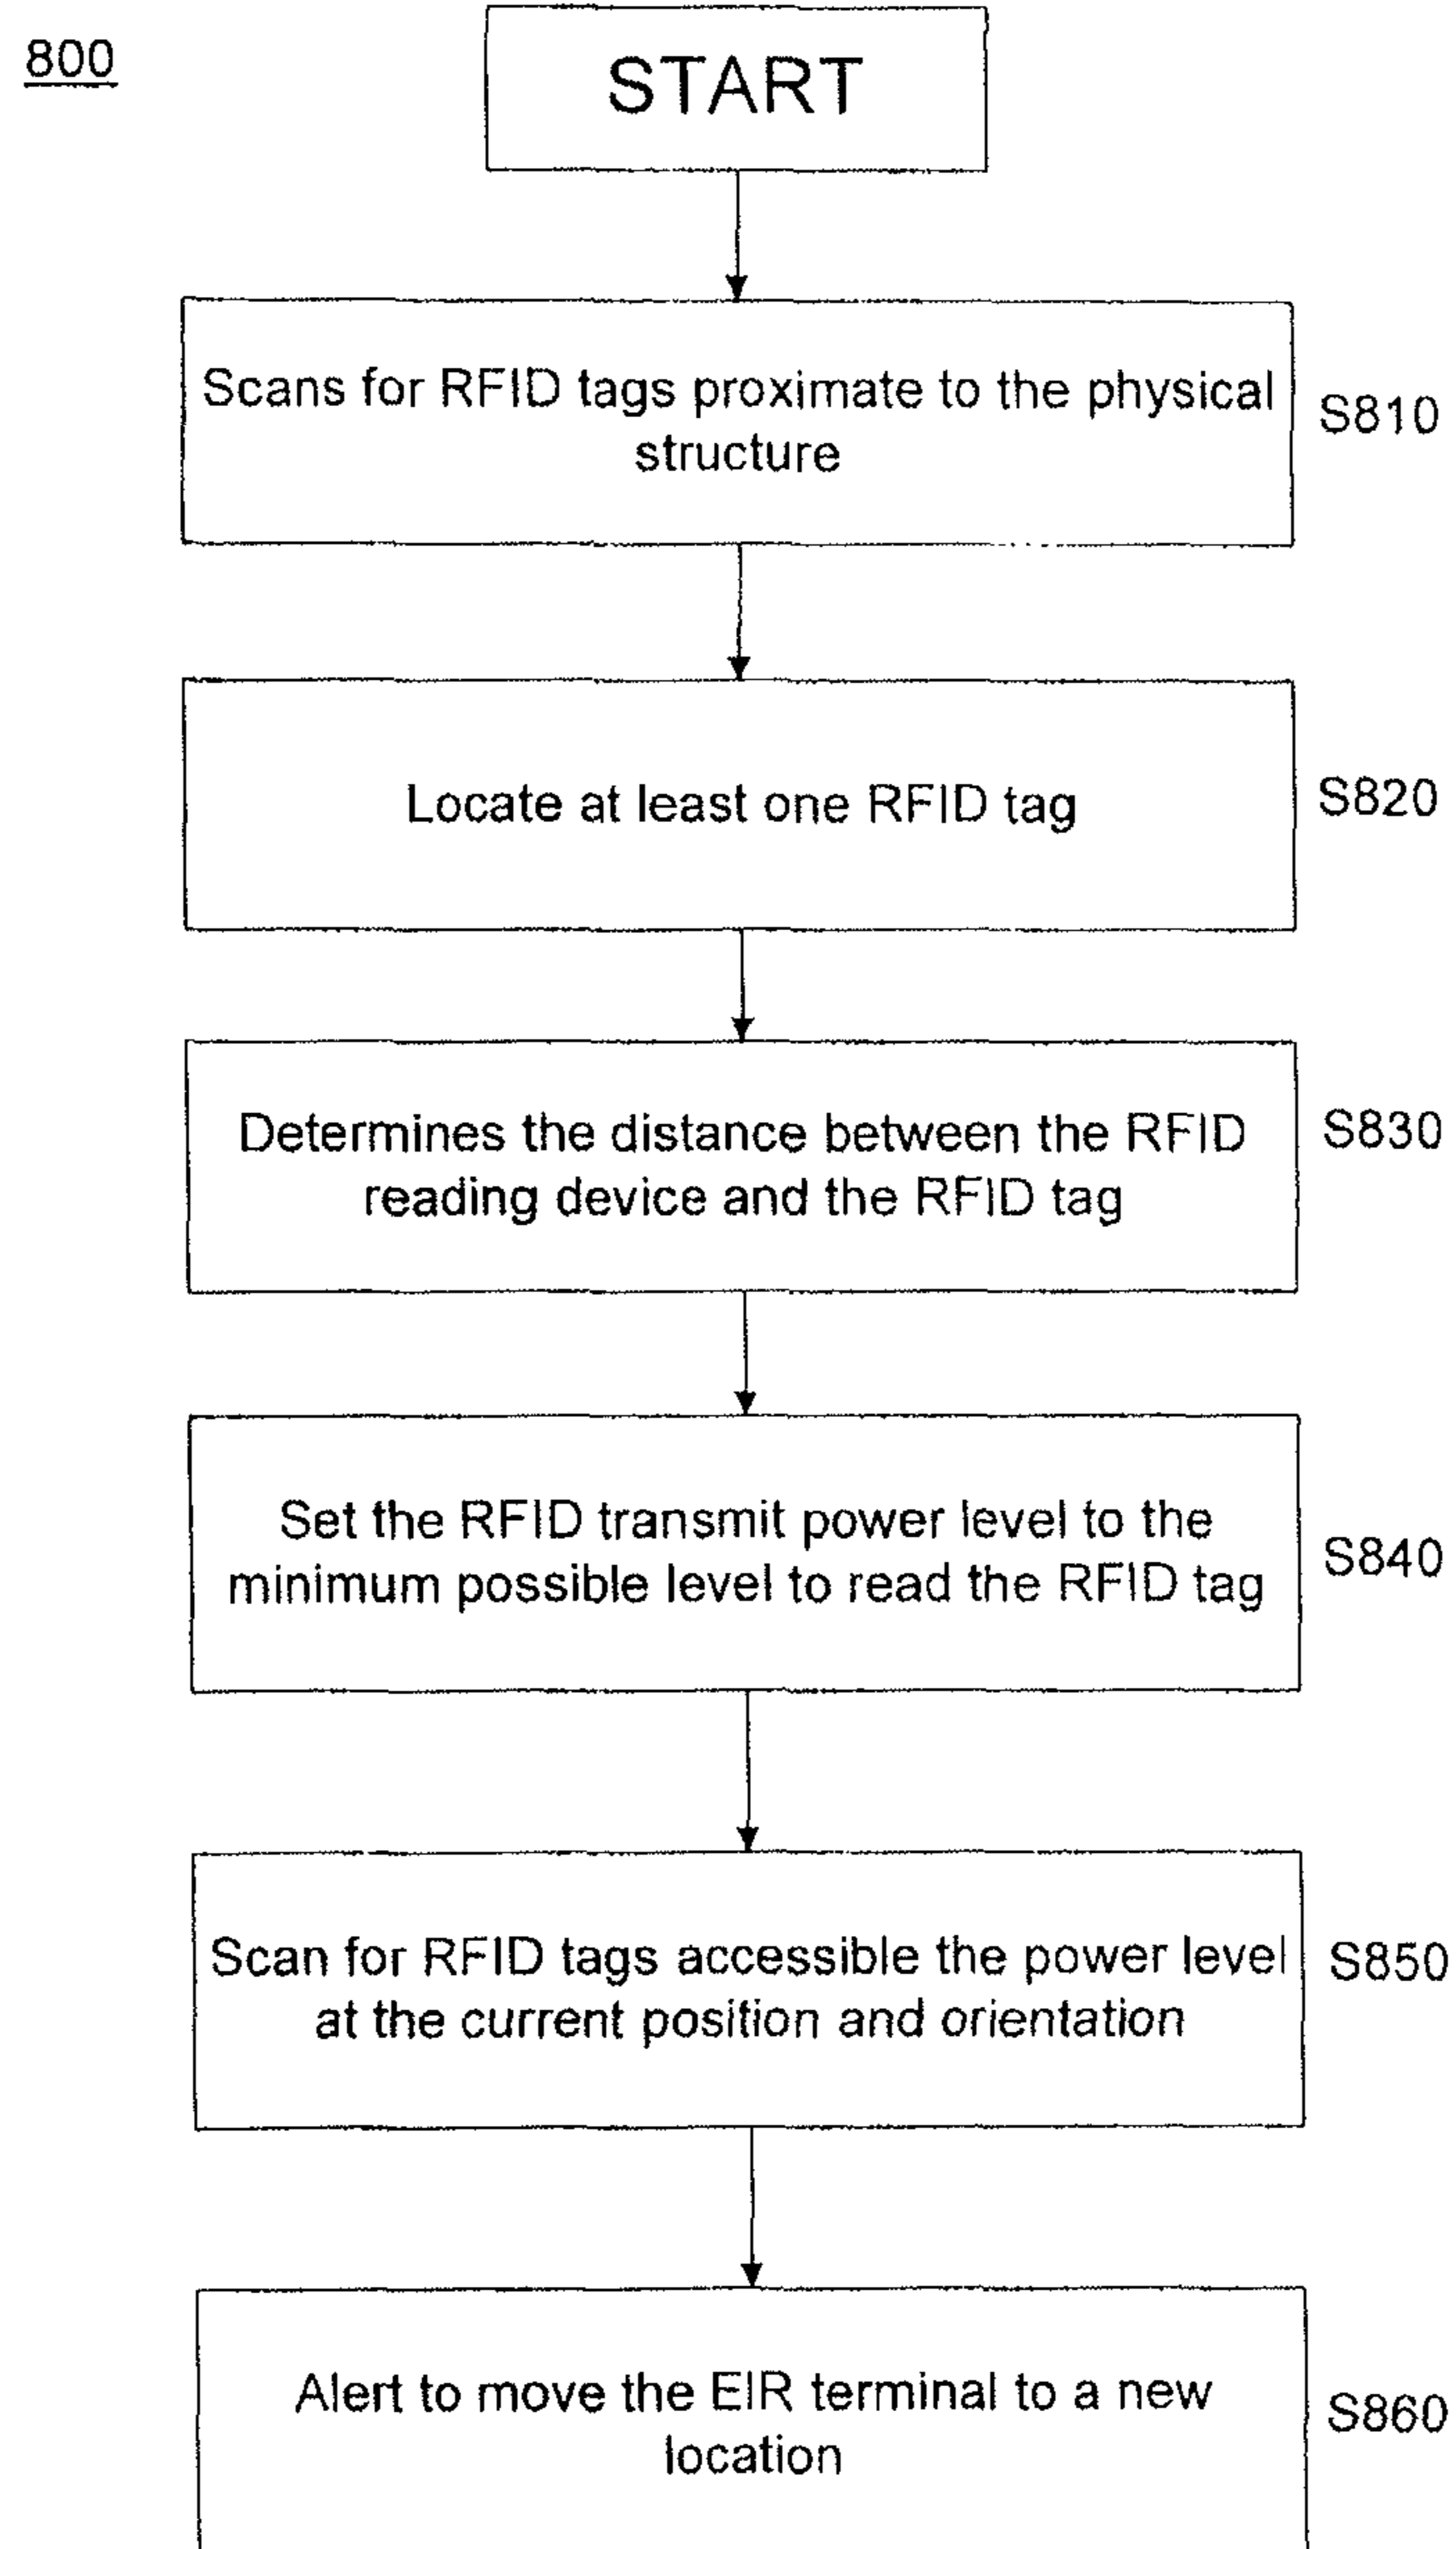 800
START
Scans for RFID tags proximate to the physical
structure
S810
Locate at least one RFID tag
S820
Determines the distance between the RFID
reading device and the RFID tag
S830
Set the RFID transmit power level to the
minimum possible level to read the RFID tag
S840
Scan for RFID tags accessible the power level
at the current position and orientation
S850
Alert to move the EIR terminal to a new
location
S860